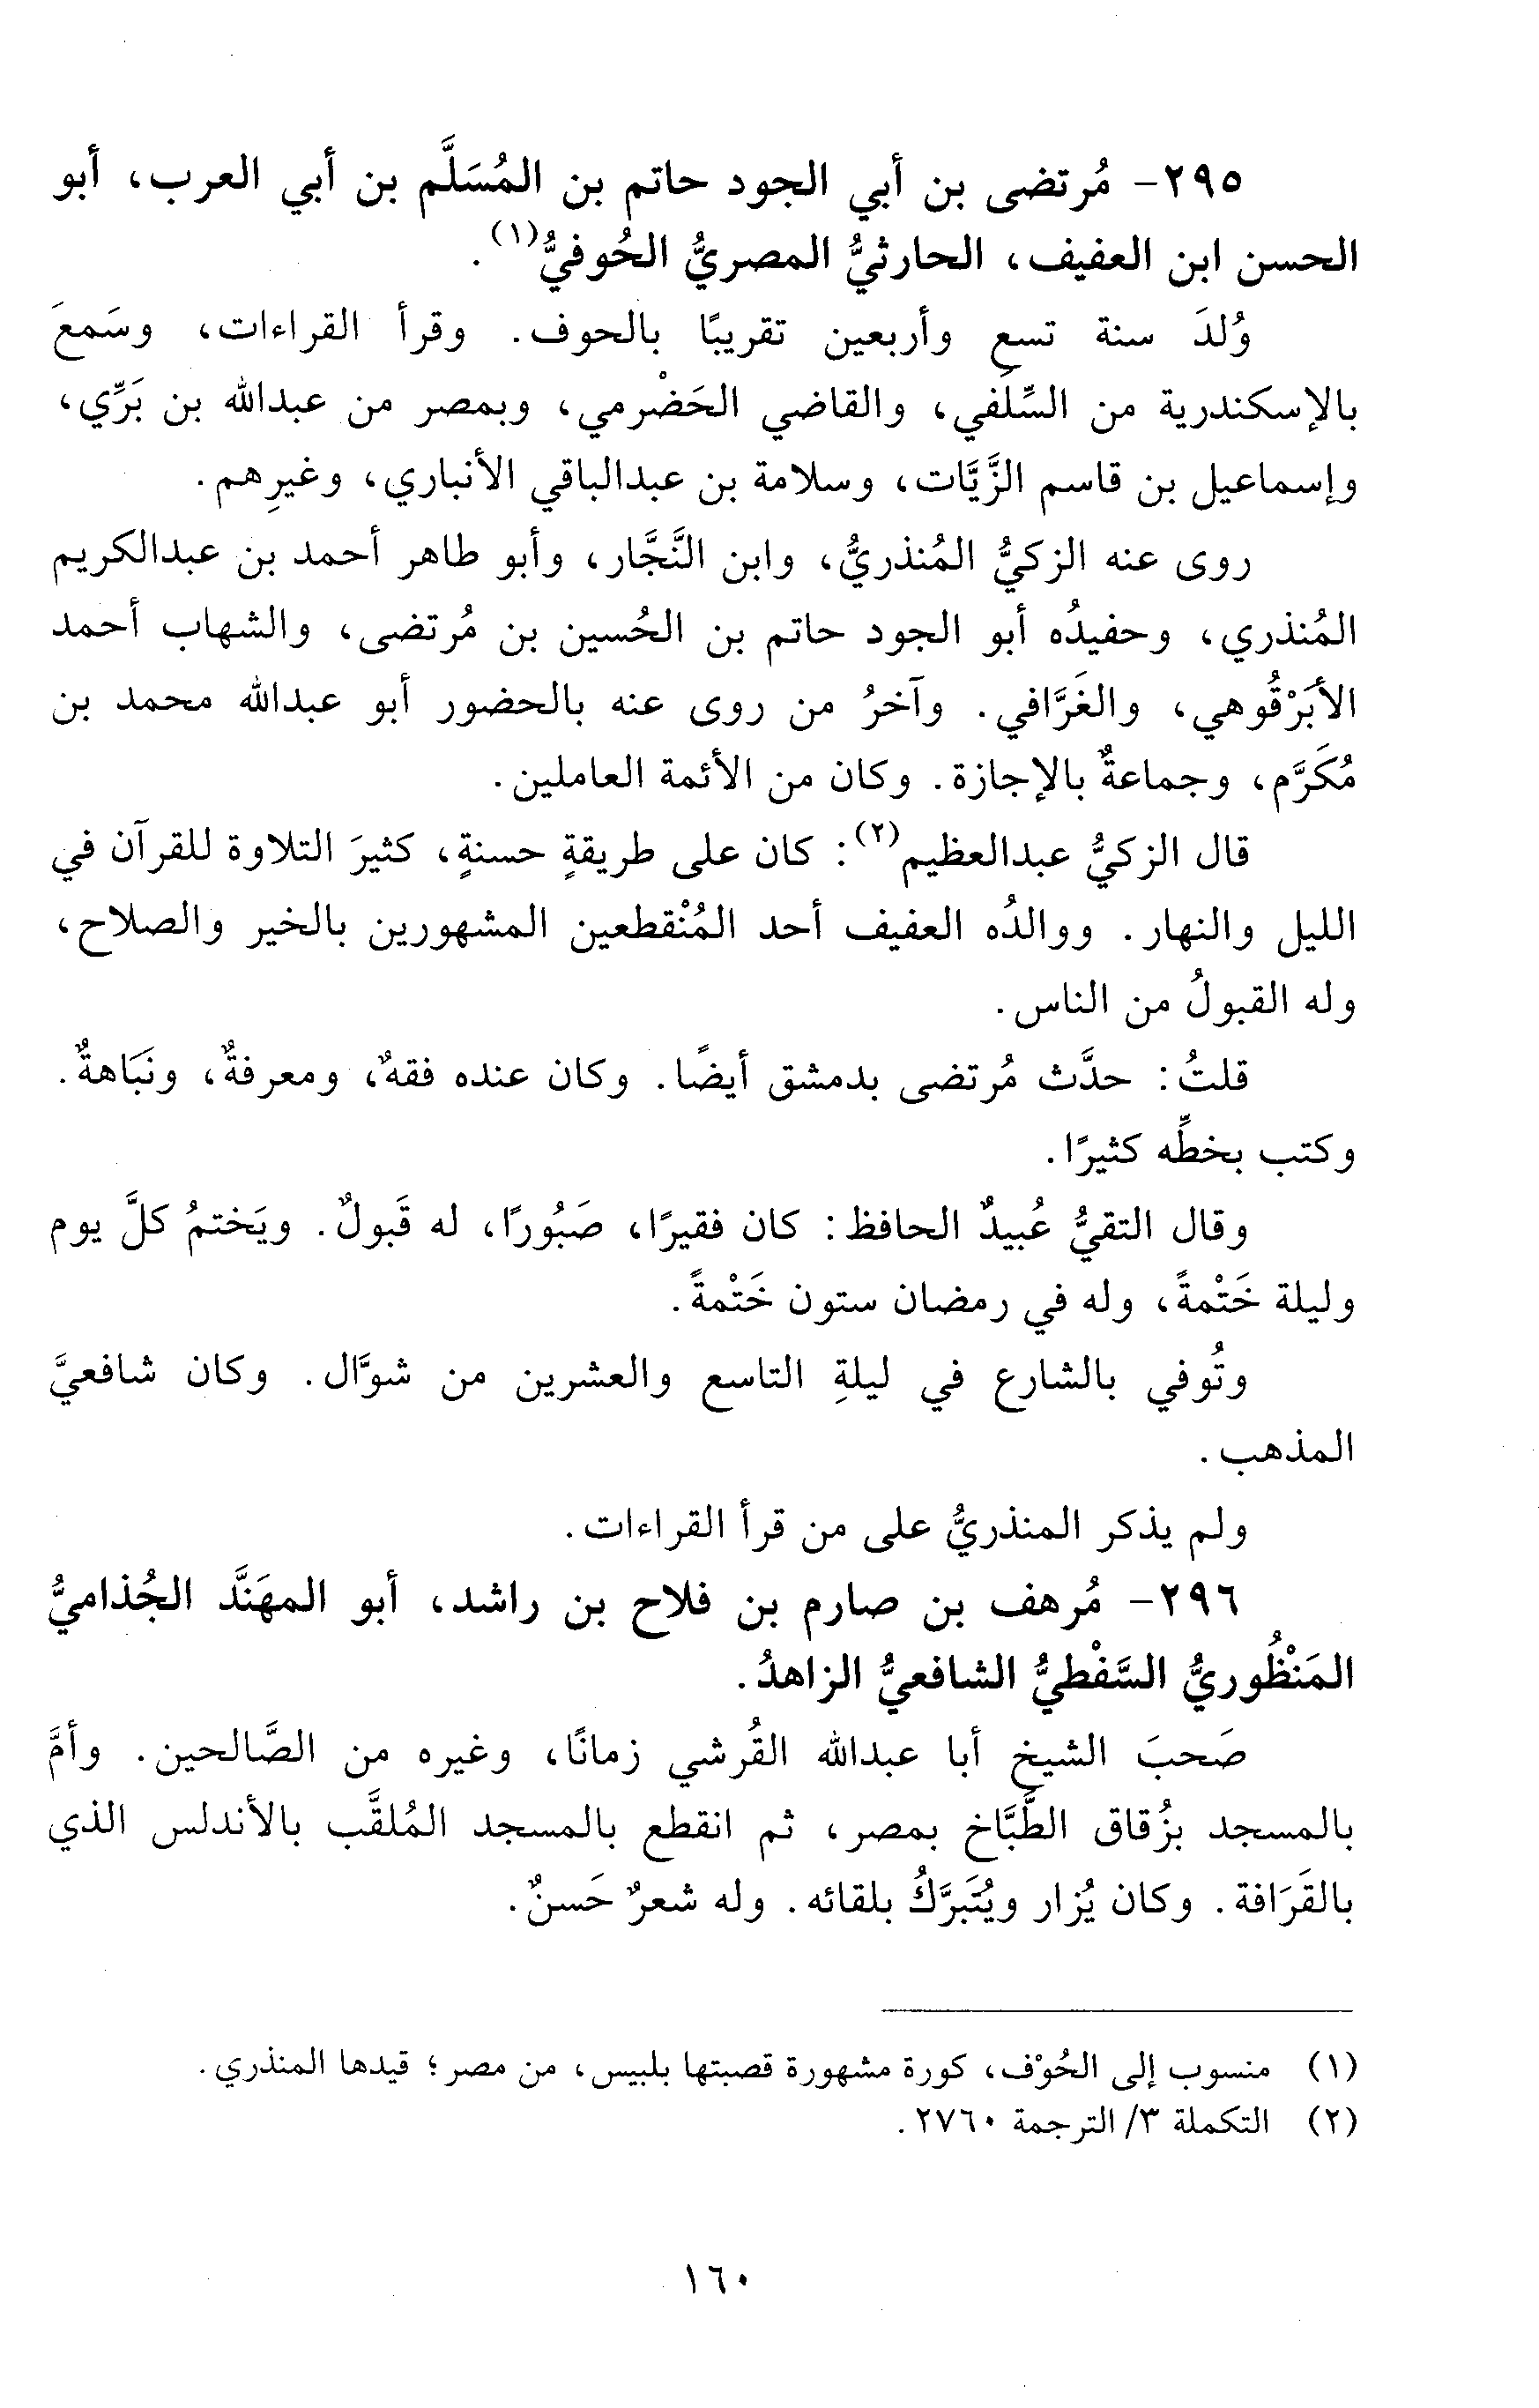 ٢٩٥- مُرتضى بن أبي الجود حاتم بن المُسَلَّم بن أبي العرب، أبو
الحسن ابن العفيف، الحارثيُّ المصريُّ الحُوفيُّ(١).
وُلدَ سنة تسعٍ وأربعين تقريبًا بالحوف. وقرأ القراءات، وسَمعَ
بالإسكندرية من السِّلَفي، والقاضي الحَضْرمي، وبمصر من عبدالله بن بَرِّي،
وإسماعيل بن قاسم الزَّيَّات، وسلامة بن عبدالباقي الأنباري، وغيرِهم.
روى عنه الزكيُّ المُنذريُّ، وابن النَّجَّار، وأبو طاهر أحمد بن عبدالكريم
المُنذري، وحفيدُه أبو الجود حاتم بن الحُسين بن مُرتضى، والشهاب أحمد
الأبَرْقُوهي، والغَرَّافي. وآخرُ من روى عنه بالحضور أبو عبدالله محمد بن
مُكَرَّم، وجماعةٌ بالإجازة. وكان من الأئمة العاملين.
قال الزكيُّ عبدالعظيم(٢): كان على طريقةٍ حسنةٍ، كثيرَ التلاوة للقرآن في
الليل والنهار. ووالدُه العفيف أحد المُنْقطعين المشهورين بالخير والصلاح،
وله القبولُ من الناس.
قلتُ: حدَّث مُرتضى بدمشق أيضًا. وكان عنده فقهٌ، ومعرفةٌ، ونَبَاهةٌ.
وكتب بخطِّه كثيرًا.
وقال التقيُّ عُبيدٌ الحافظ: كان فقيرًا، صَبُورًا، له قَبولٌ. ويَختمُ كلَّ يوم
وليلة خَتْمةً، وله في رمضان ستون خَتْمةً.
وتُوفي بالشارع في ليلةِ التاسع والعشرين من شوَّال. وكان شافعيَّ
المذهب.
ولم يذكر المنذريُّ على من قرأ القراءات.
٢٩٦- مُرهف بن صارم بن فلاح بن راشد، أبو المهَنَّد الجُذاميُّ
المَنْظُوريُّ السَّفْطيُّ الشافعيُّ الزاهدُ.
صَحبَ الشيخ أبا عبدالله القُرشي زمانًا، وغيره من الصَّالحين. وأمَّ
بالمسجد بزُقاق الطَّبَّاخ بمصر، ثم انقطع بالمسجد المُلقَّب بالأندلس الذي
بالقَرَافة. وكان يُزار ويُتَبرَّكُ بلقائه. وله شعرٌ حَسنٌ.
(١) منسوب إلى الحُوْف، كورة مشهورة قصبتها بلبيس، من مصر؛ قيدها المنذري.
(٢) التكملة ٣/ الترجمة ٢٧٦٠.
١٦٠